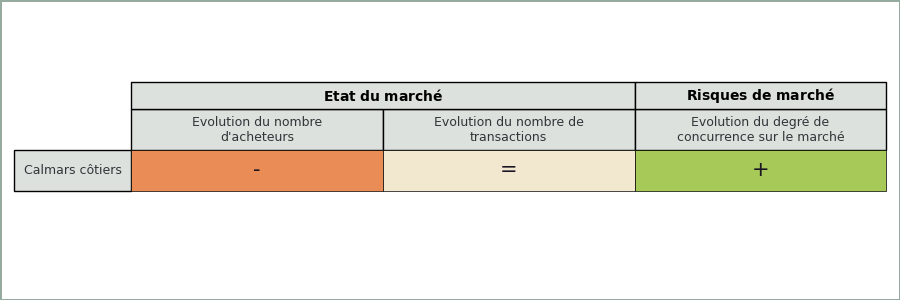 Etat du marché
Risques de marché
Evolution du nombre
d'acheteurs
Evolution du nombre de
transactions
Evolution du degré de
concurrence sur le marché
Calmars côtiers
-
=
+